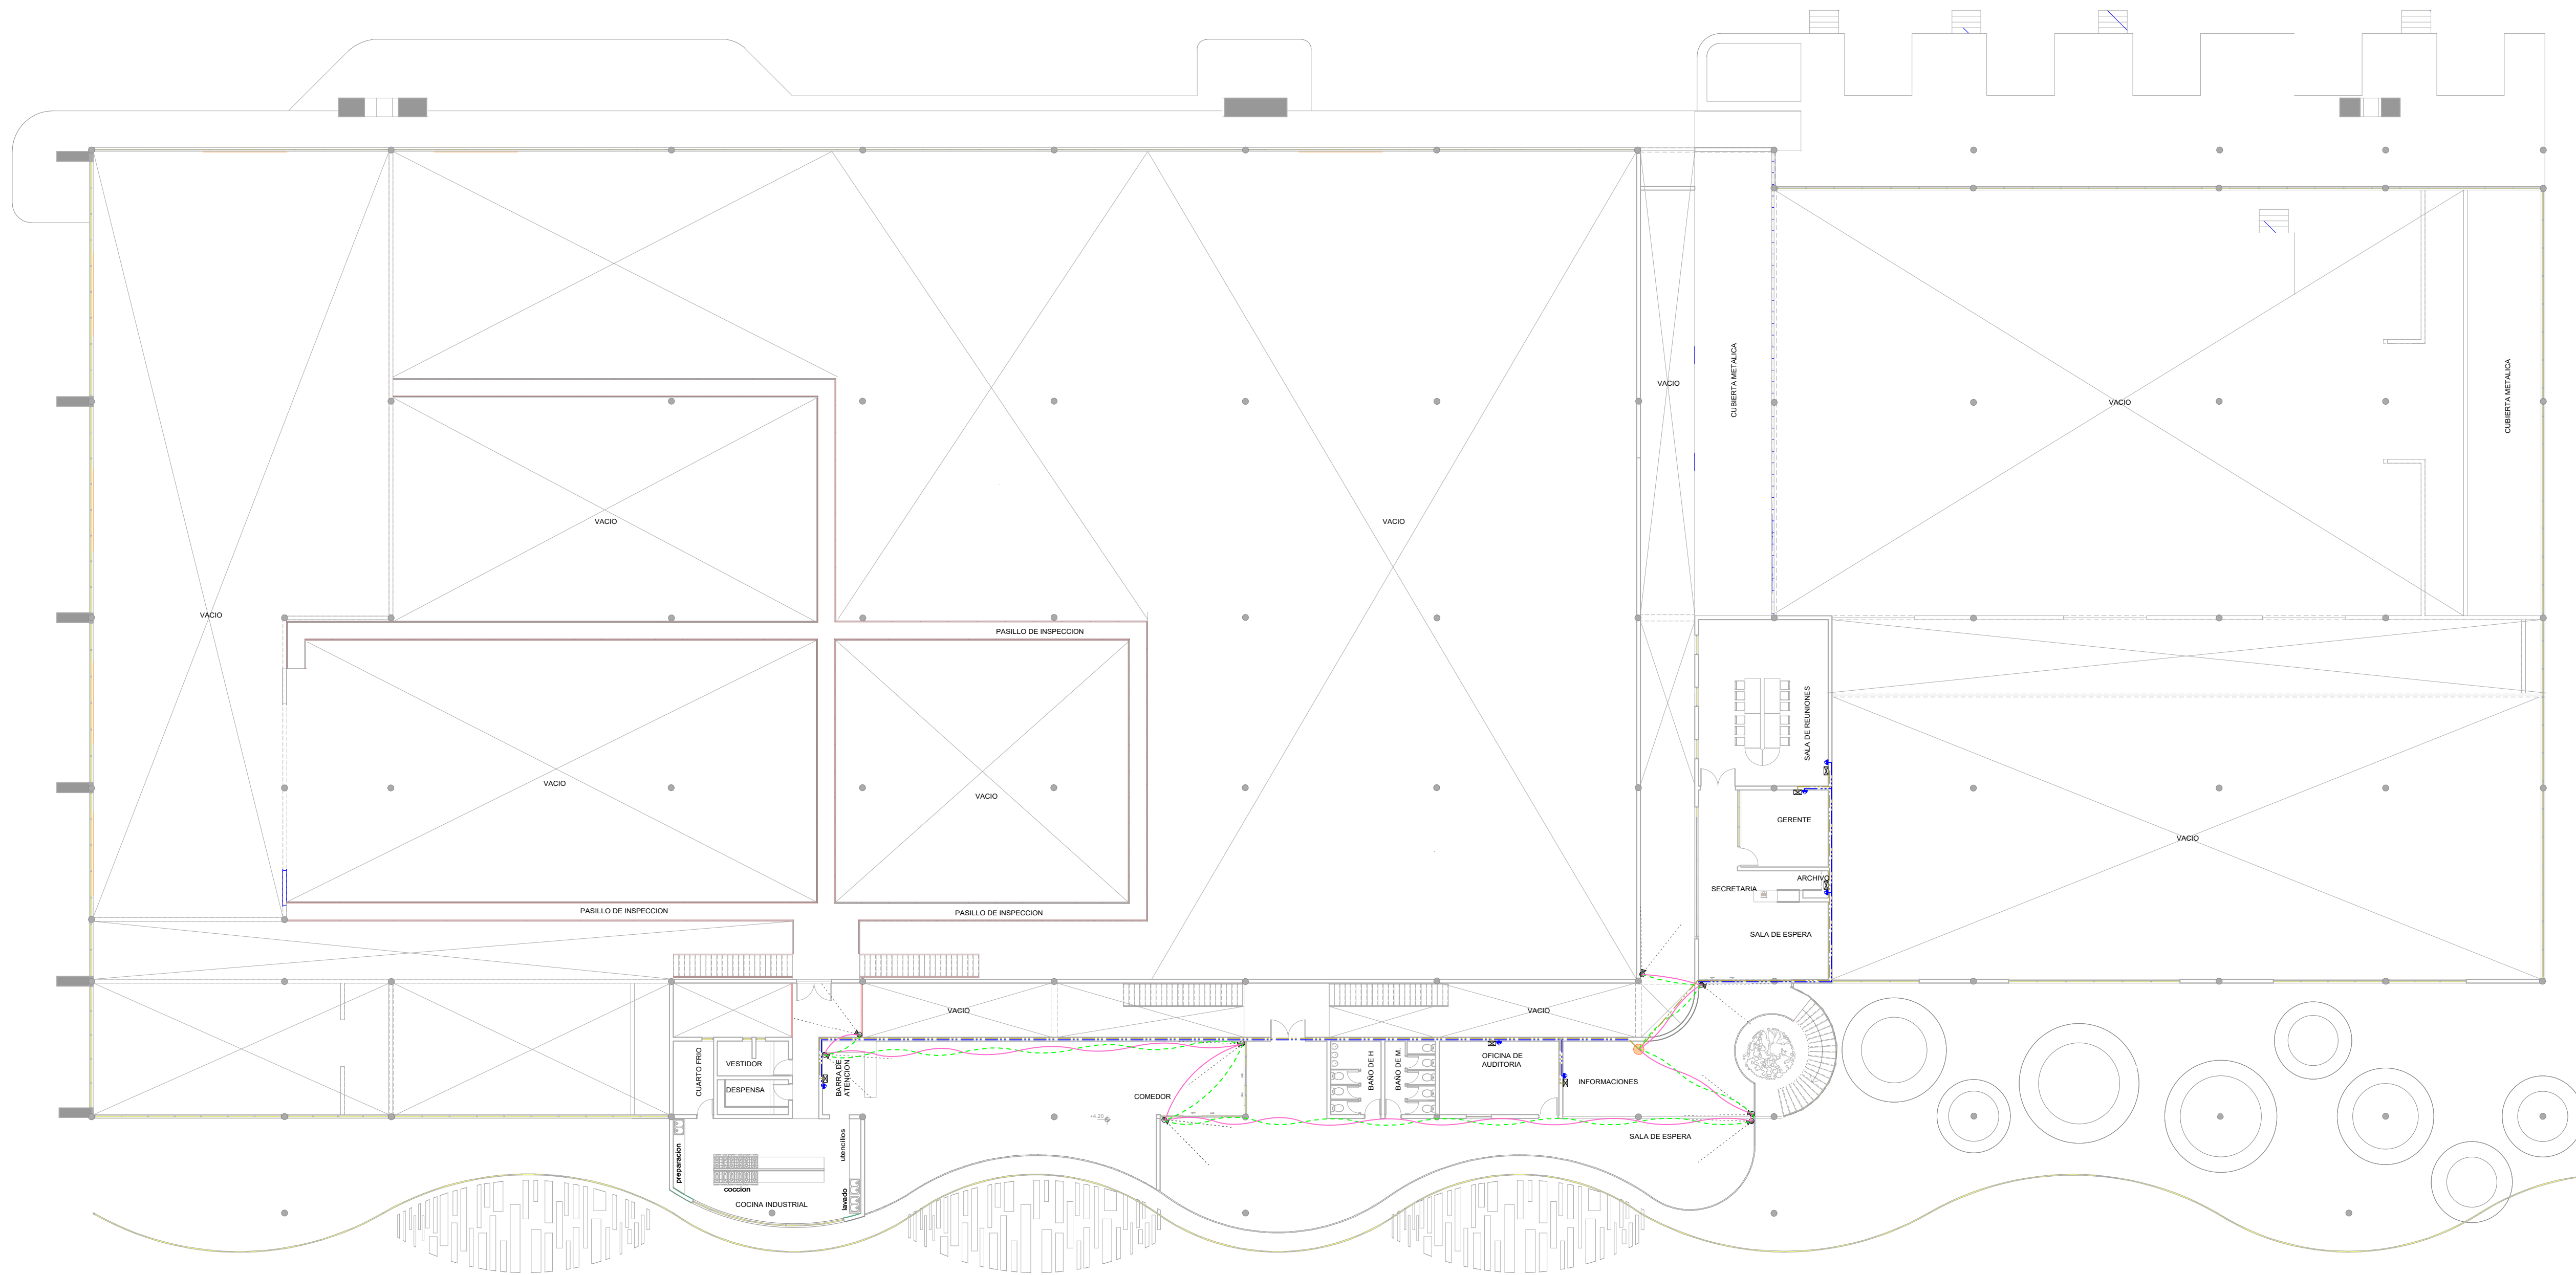 VACIO
CUBIERTA METALICA
VACIO
CUBIERTA METALICA
VACIO
VACIO
VACIO
PASILLO DE INSPECCION
SALA DE REUNIONES
VACIO
VACIO
GERENTE
VACIO
ARCHIVO
SECRETARIA
PASILLO DE INSPECCION
PASILLO DE INSPECCION
SALA DE ESPERA
VACIO
VACIO
CUARTO FRIO
VESTIDOR
DESPENSA
BARRA DE
ATENCION
BAÑO DE H
BAÑO DE M.
OFICINA DE
AUDITORIA
INFORMACIONES
COMEDOR
+4.20
SALA DE ESPERA
preparacion
utencilios
coccion
lavado
COCINA INDUSTRIAL